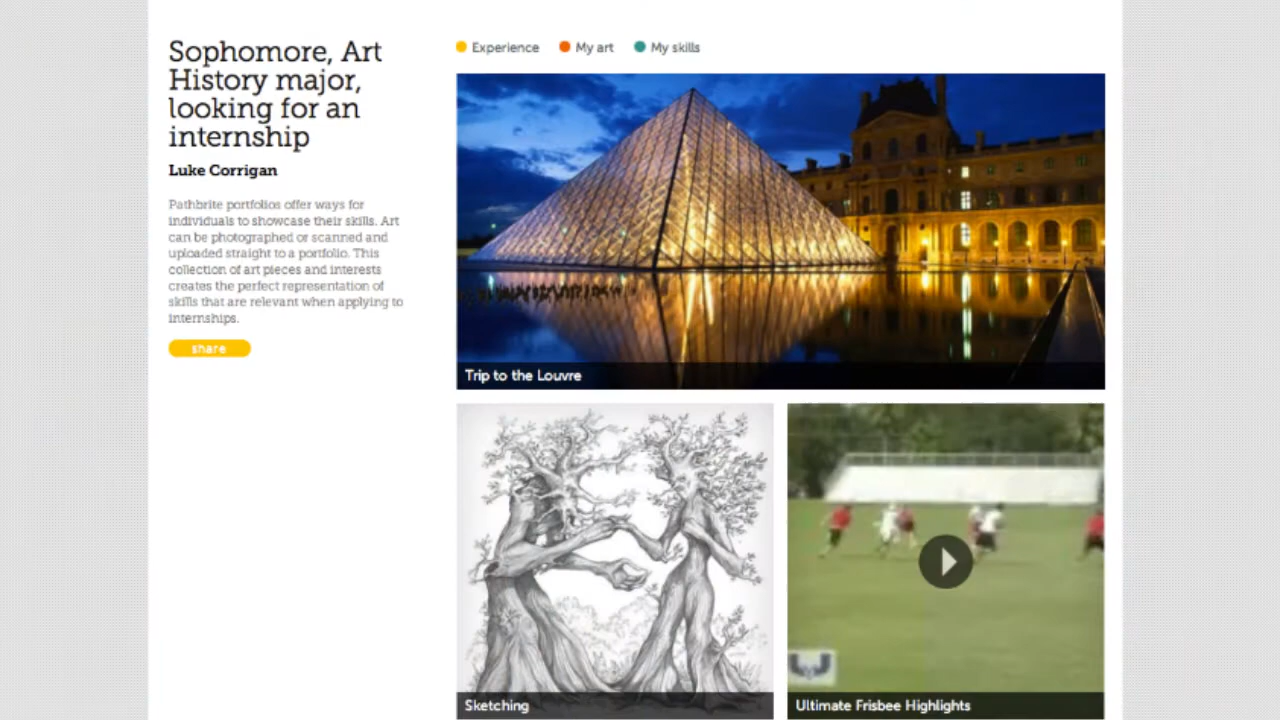 Sophomore, Art
History major,
looking for an
internship
Luke Corrigan
Pathbrite portfolios offer ways for
individuals to showcase their skills. Art
can be photographed or scanned and
uploaded straight to a portfolio. This
collection of art pieces and interests
creates the perfect representation of
skills that are relevant when applying to
internships.
share
Experience My art My skills
Trip to the Louvre
Sketching
Ultimate Frisbee Highlights